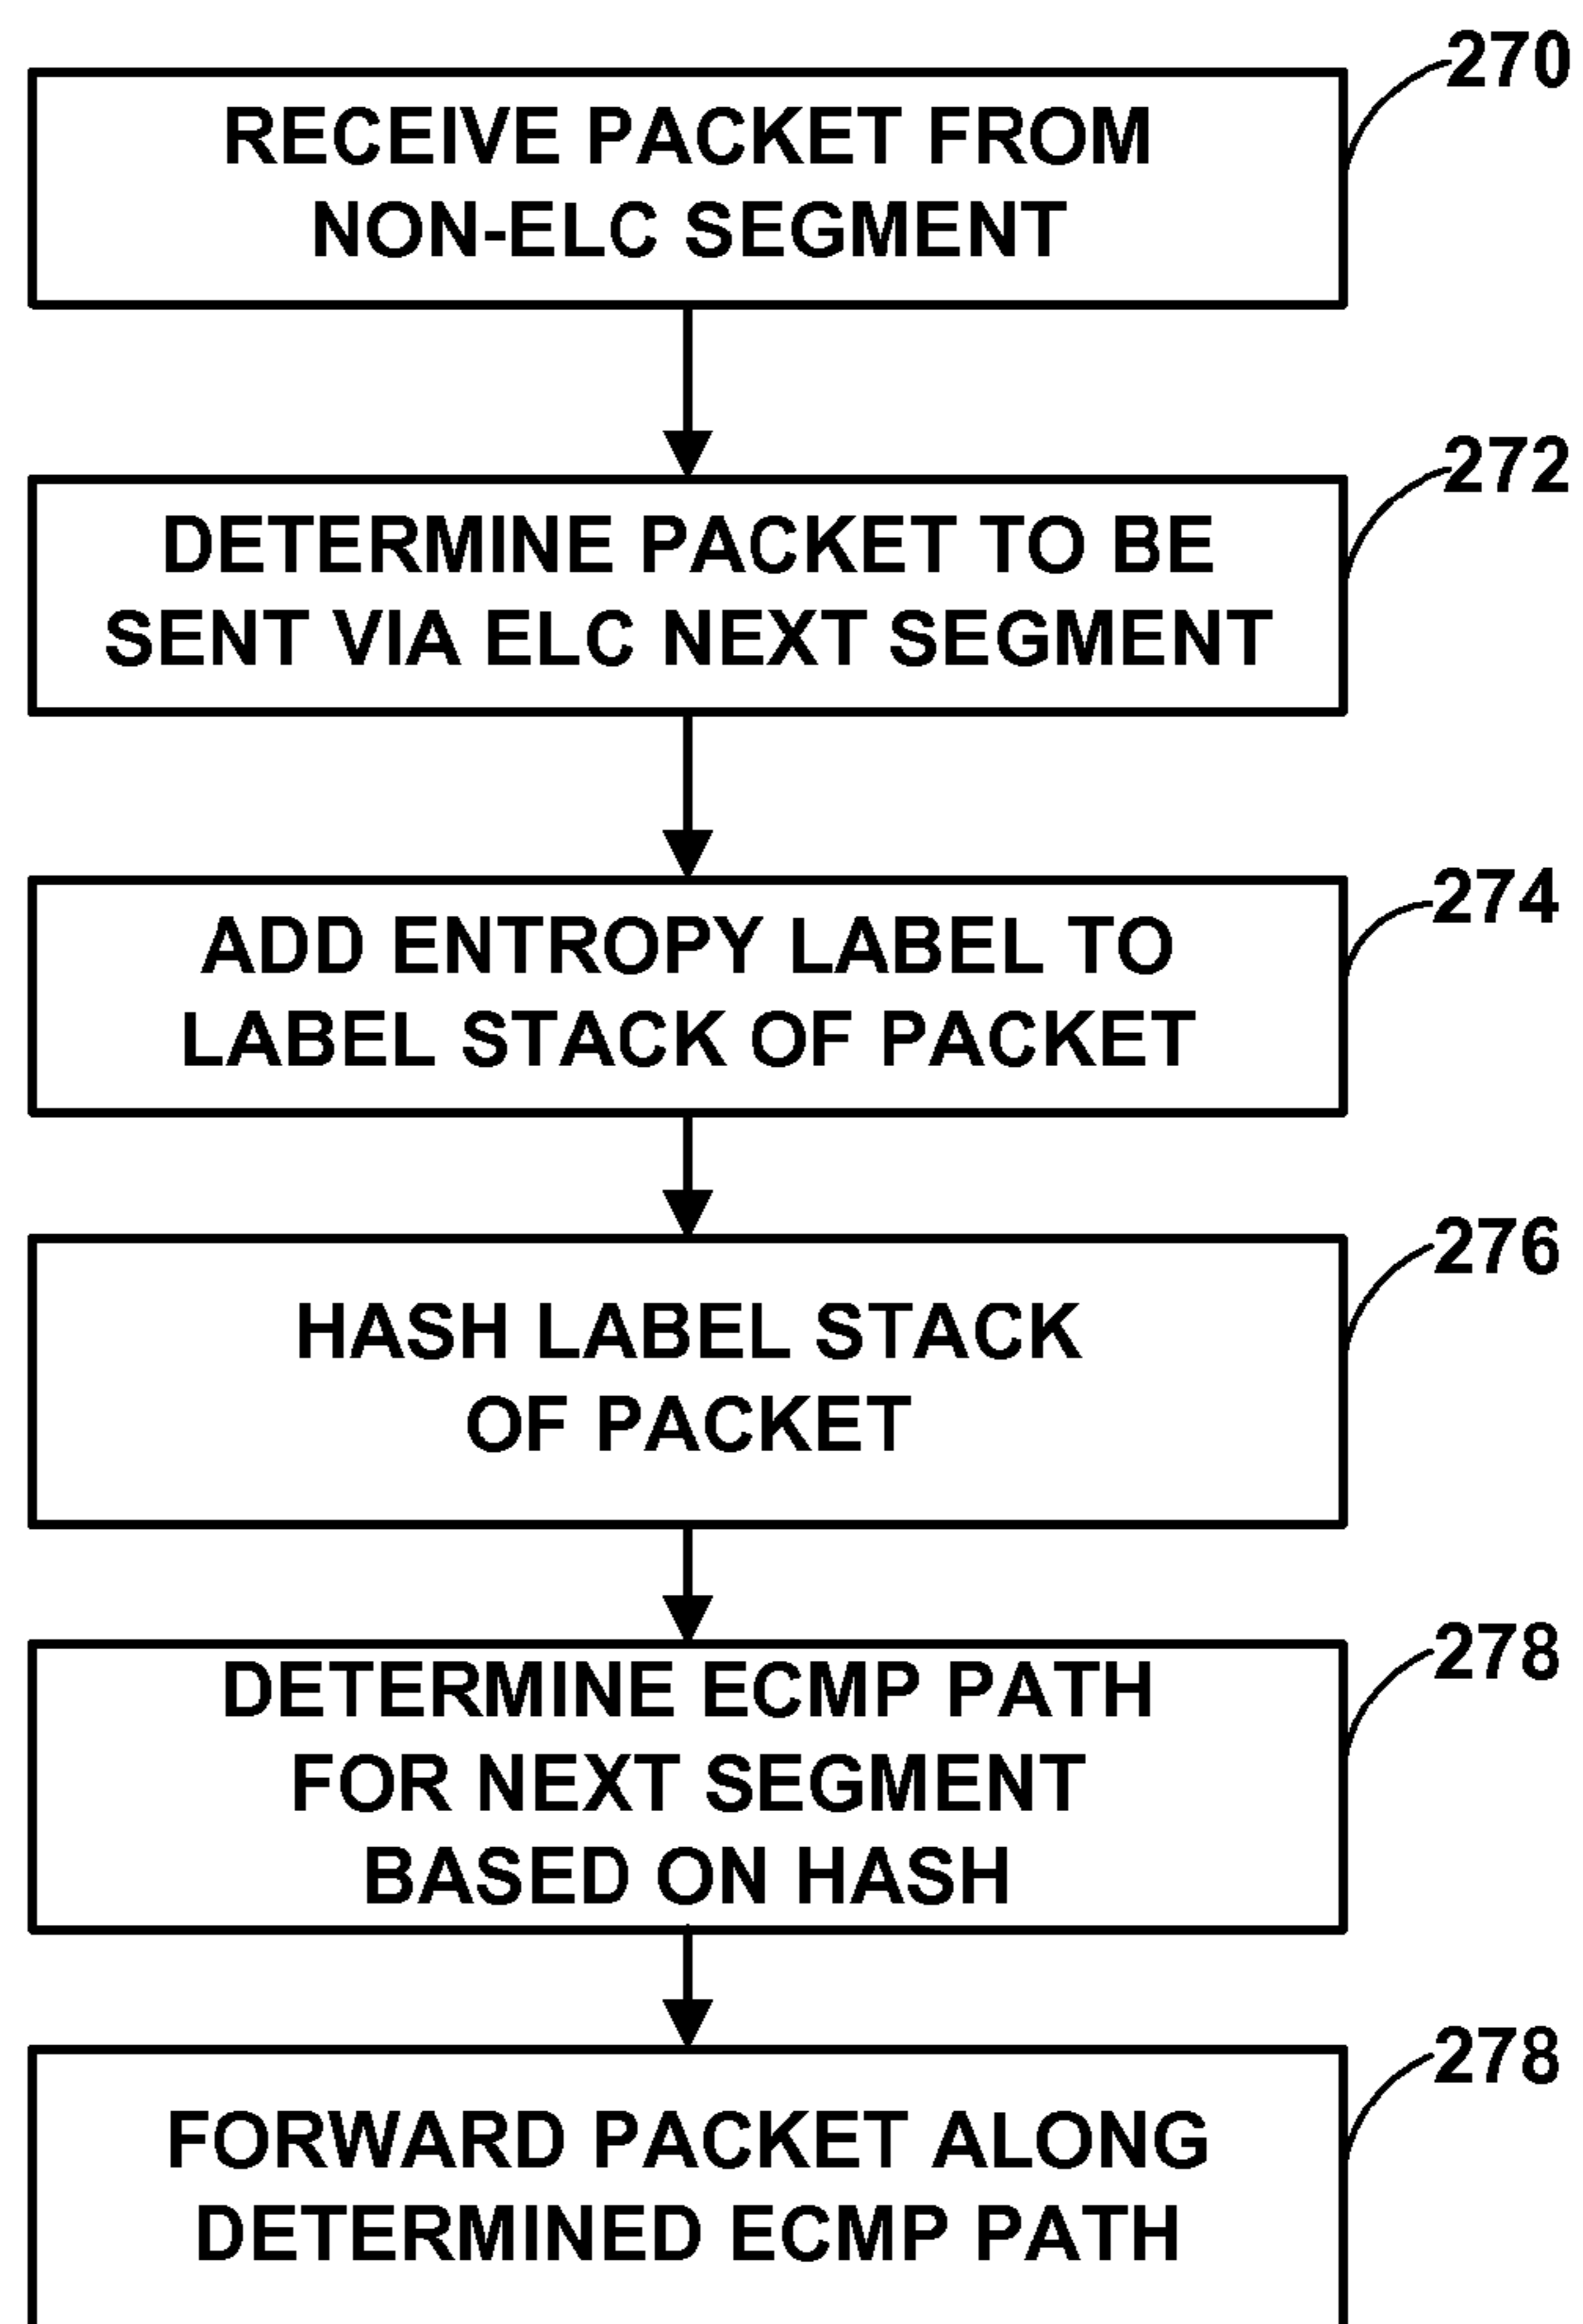 270
RECEIVE PACKET FROM
NON-ELC SEGMENT
272
DETERMINE PACKET TO BE
SENT VIA ELC NEXT SEGMENT
274
ADD ENTROPY LABEL TO
LABEL STACK OF PACKET
276
HASH LABEL STACK
OF PACKET
278
DETERMINE ECMP PATH
FOR NEXT SEGMENT
BASED ON HASH
278
FORWARD PACKET ALONG
DETERMINED ECMP PATH